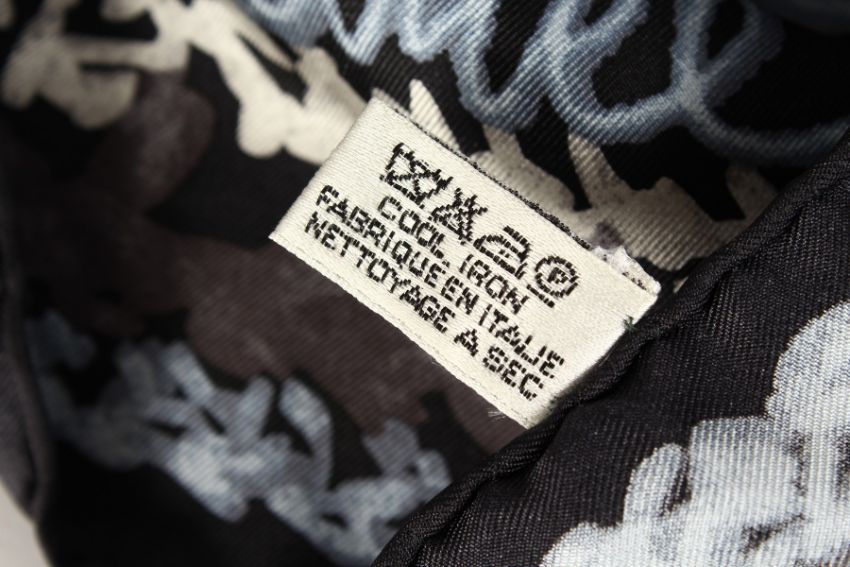 P
COOL IRON
FABRIQUE EN ITALIE
NETTOYAGE A SEC